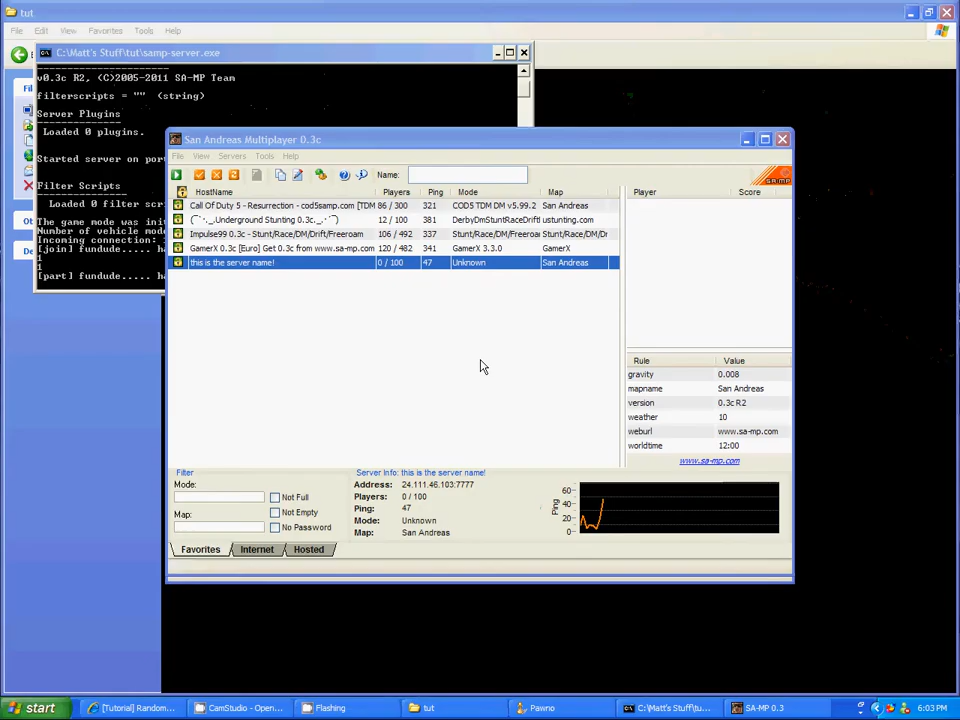 tut
File Edit View Favorites Tools Help
C:\Matt's Stuff\tut\samp-server.exe
v0.3c R2, (C)2005-2011 SA-MP Team
filterscripts = "" (string)
Server Plugins
Loaded 0 plugins.
Started server on por
Filter Scripts
Loaded 0 filter scri
The game mode was init
Number of vehicle mode
Incoming connection:
[join] fundude..... ha
1
1
[part] fundude..... ha
San Andreas Multiplayer 0.3c
File View Servers Tools Help
Name:
HostName Players Ping Mode Map Player Score
Call Of Duty 5 - Resurrection - cod5samp.com [TDM 86 / 300 321 COD5 TDM DM v5.99.2 San Andreas
(¯`·._.Underground Stunting 0.3c._.·´¯) 12 / 100 381 DerbyDmStuntRaceDriftl ustunting.com
Impulse99 0.3c - Stunt/Race/DM/Drift/Freeroam 106 / 492 337 Stunt/Race/DM/Freeroar Stunt/Race/DM/Dr
GamerX 0.3c [Euro] Get 0.3c from www.sa-mp.com 120 / 482 341 GamerX 3.3.0 GamerX
this is the server name! 0 / 100 47 Unknown San Andreas
Rule Value
gravity 0.008
mapname San Andreas
version 0.3c R2
weather 10
weburl www.sa-mp.com
worldtime 12:00
www.sa-mp.com
Filter
Mode:
Not Full
Not Empty
Map:
No Password
Server Info: this is the server name!
Address: 24.111.46.103:7777
Players: 0 / 100
Ping: 47
Mode: Unknown
Map: San Andreas
Ping
60
40
20
0
Favorites Internet Hosted
start [Tutorial] Random... CamStudio - Open... Flashing tut Pawno C:\Matt's Stuff\tu... SA-MP 0.3 6:03 PM